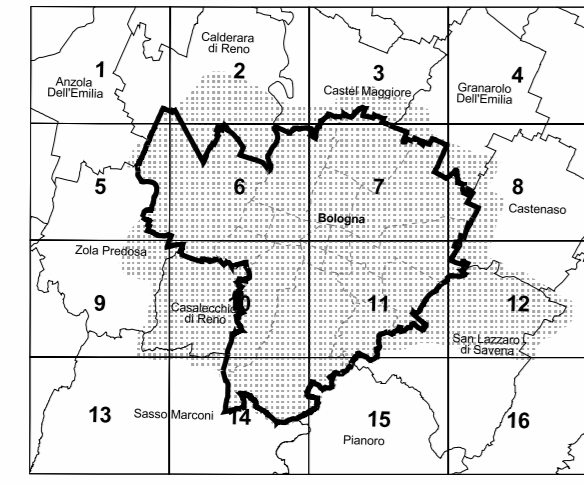 Calderara
di Reno
1
2
3
4
Anzola
Dell'Emilia
Castel Maggiore
Granarolo
Dell'Emilia
5
6
7
8
Castenaso
Bologna
Zola Predosa
9
10
11
12
Casalecchio
di Reno
San Lazzaro
di Savena
13
Sasso Marconi
14
15
16
Pianoro